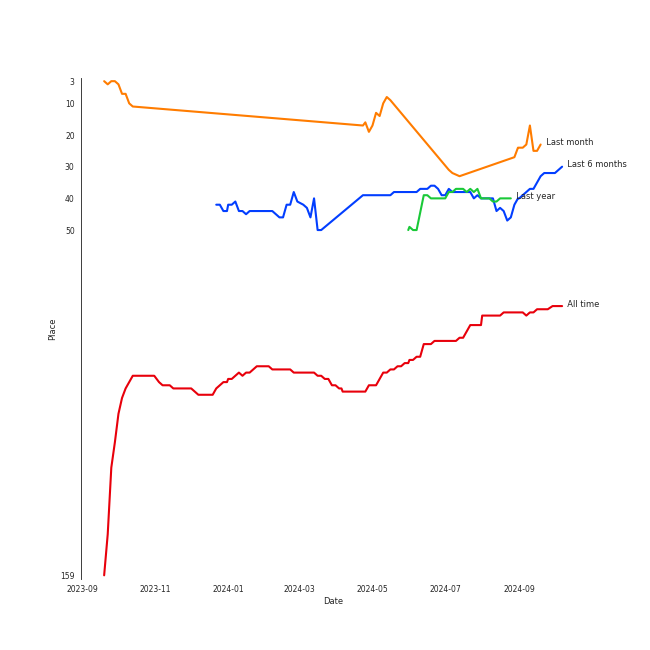 3
10
20
30
40
50
159
Place
Last month
Last 6 months
Last year
All time
2023-09 2023-11 2024-01 2024-03 2024-05 2024-07 2024-09
Date